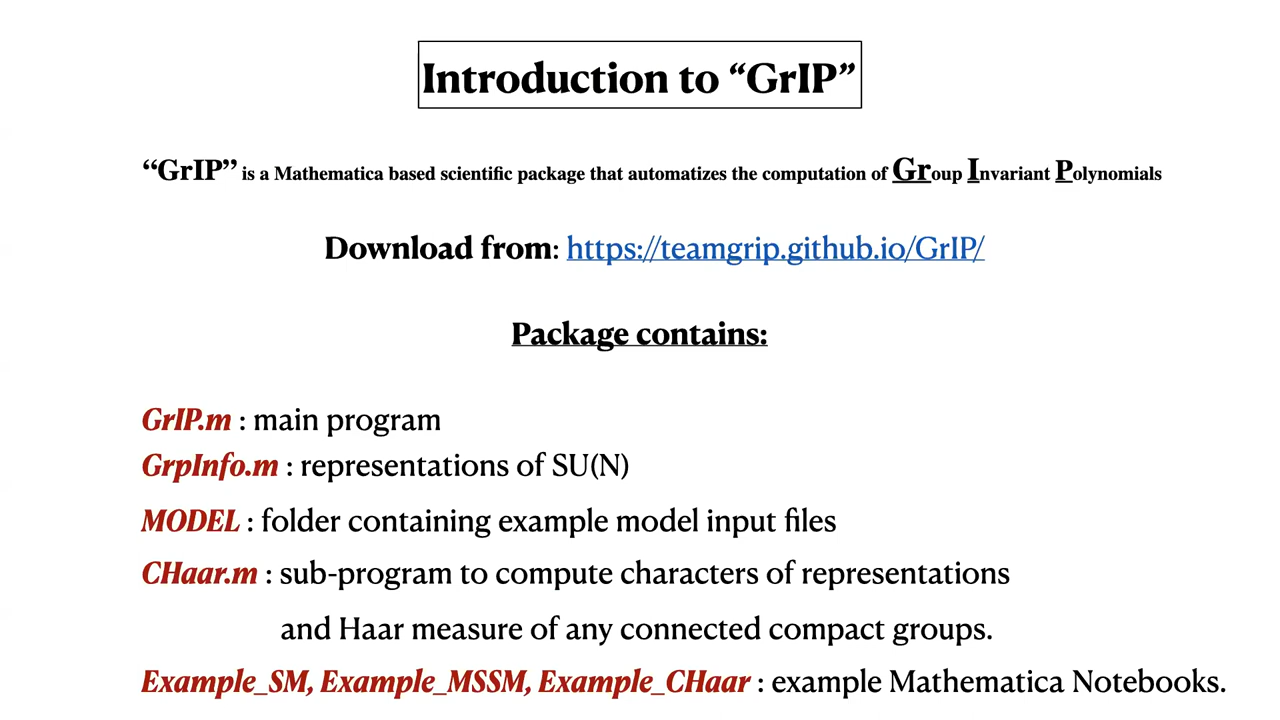 Introduction to “GrIP”
“GrIP” is a Mathematica based scientific package that automatizes the computation of Group Invariant Polynomials
Download from: https://teamgrip.github.io/GrIP/
Package contains:
GrIP.m : main program
GrpInfo.m : representations of SU(N)
MODEL : folder containing example model input files
CHaar.m : sub-program to compute characters of representations
and Haar measure of any connected compact groups.
Example_SM, Example_MSSM, Example_CHaar : example Mathematica Notebooks.